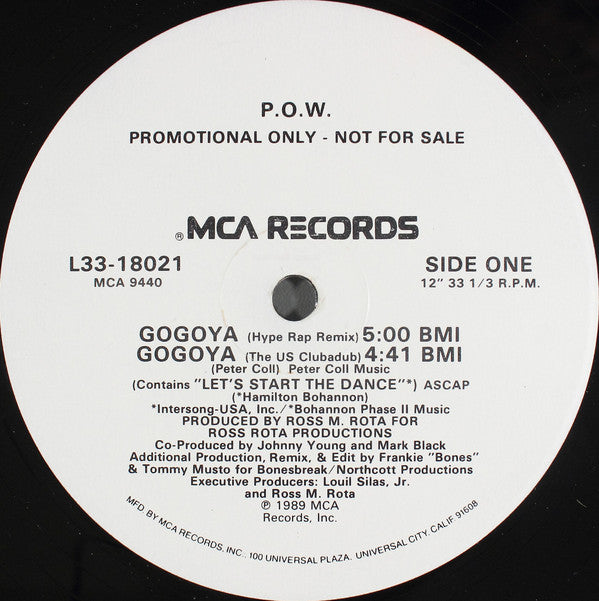 P.O.W.
PROMOTIONAL ONLY - NOT FOR SALE
® MCA RECORDS
L33-18021 SIDE ONE
MCA 9440 12" 33 1/3 R.P.M.
GOGOYA (Hype Rap Remix) 5:00 BMI
GOGOYA (The US Clubadub) 4:41 BMI
(Peter Coll) Peter Coll Music
(Contains "LET'S START THE DANCE"*) ASCAP
(*Hamilton Bohannon)
*Intersong-USA, Inc./*Bohannon Phase II Music
PRODUCED BY ROSS M. ROTA FOR
ROSS ROTA PRODUCTIONS
Co-Produced by Johnny Young and Mark Black
Additional Production, Remix, & Edit by Frankie "Bones"
& Tommy Musto for Bonesbreak/Northcott Productions
Executive Producers: Louil Silas, Jr.
and Ross M. Rota
℗ 1989 MCA
Records, Inc.
MFD. BY MCA RECORDS, INC., 100 UNIVERSAL PLAZA, UNIVERSAL CITY, CALIF. 91608